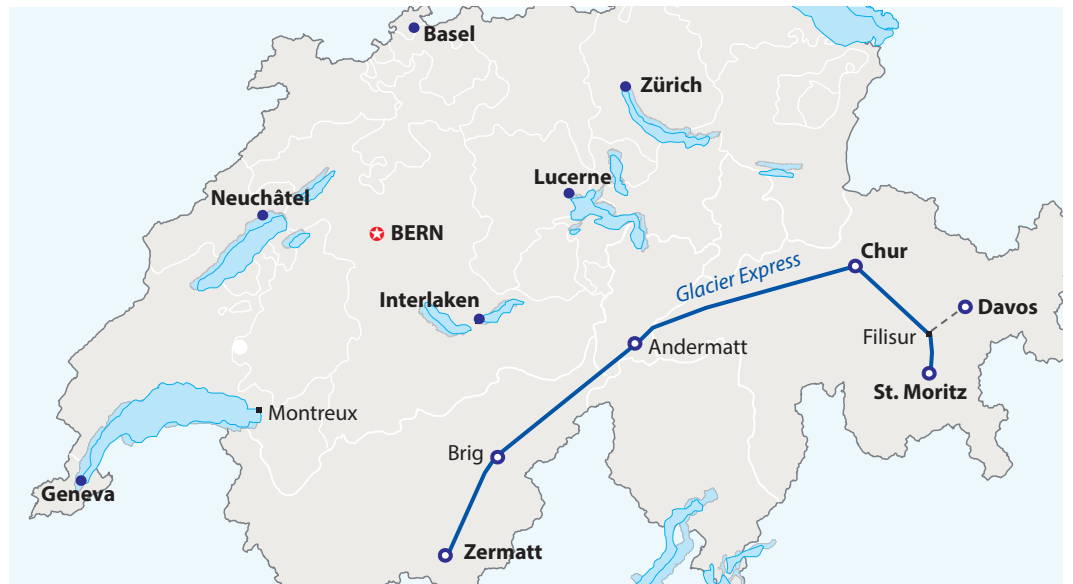 Basel
Zürich
Lucerne
Neuchâtel
BERN
Chur
Glacier Express
Interlaken
Davos
Filisur
Andermatt
St. Moritz
Montreux
Brig
Geneva
Zermatt